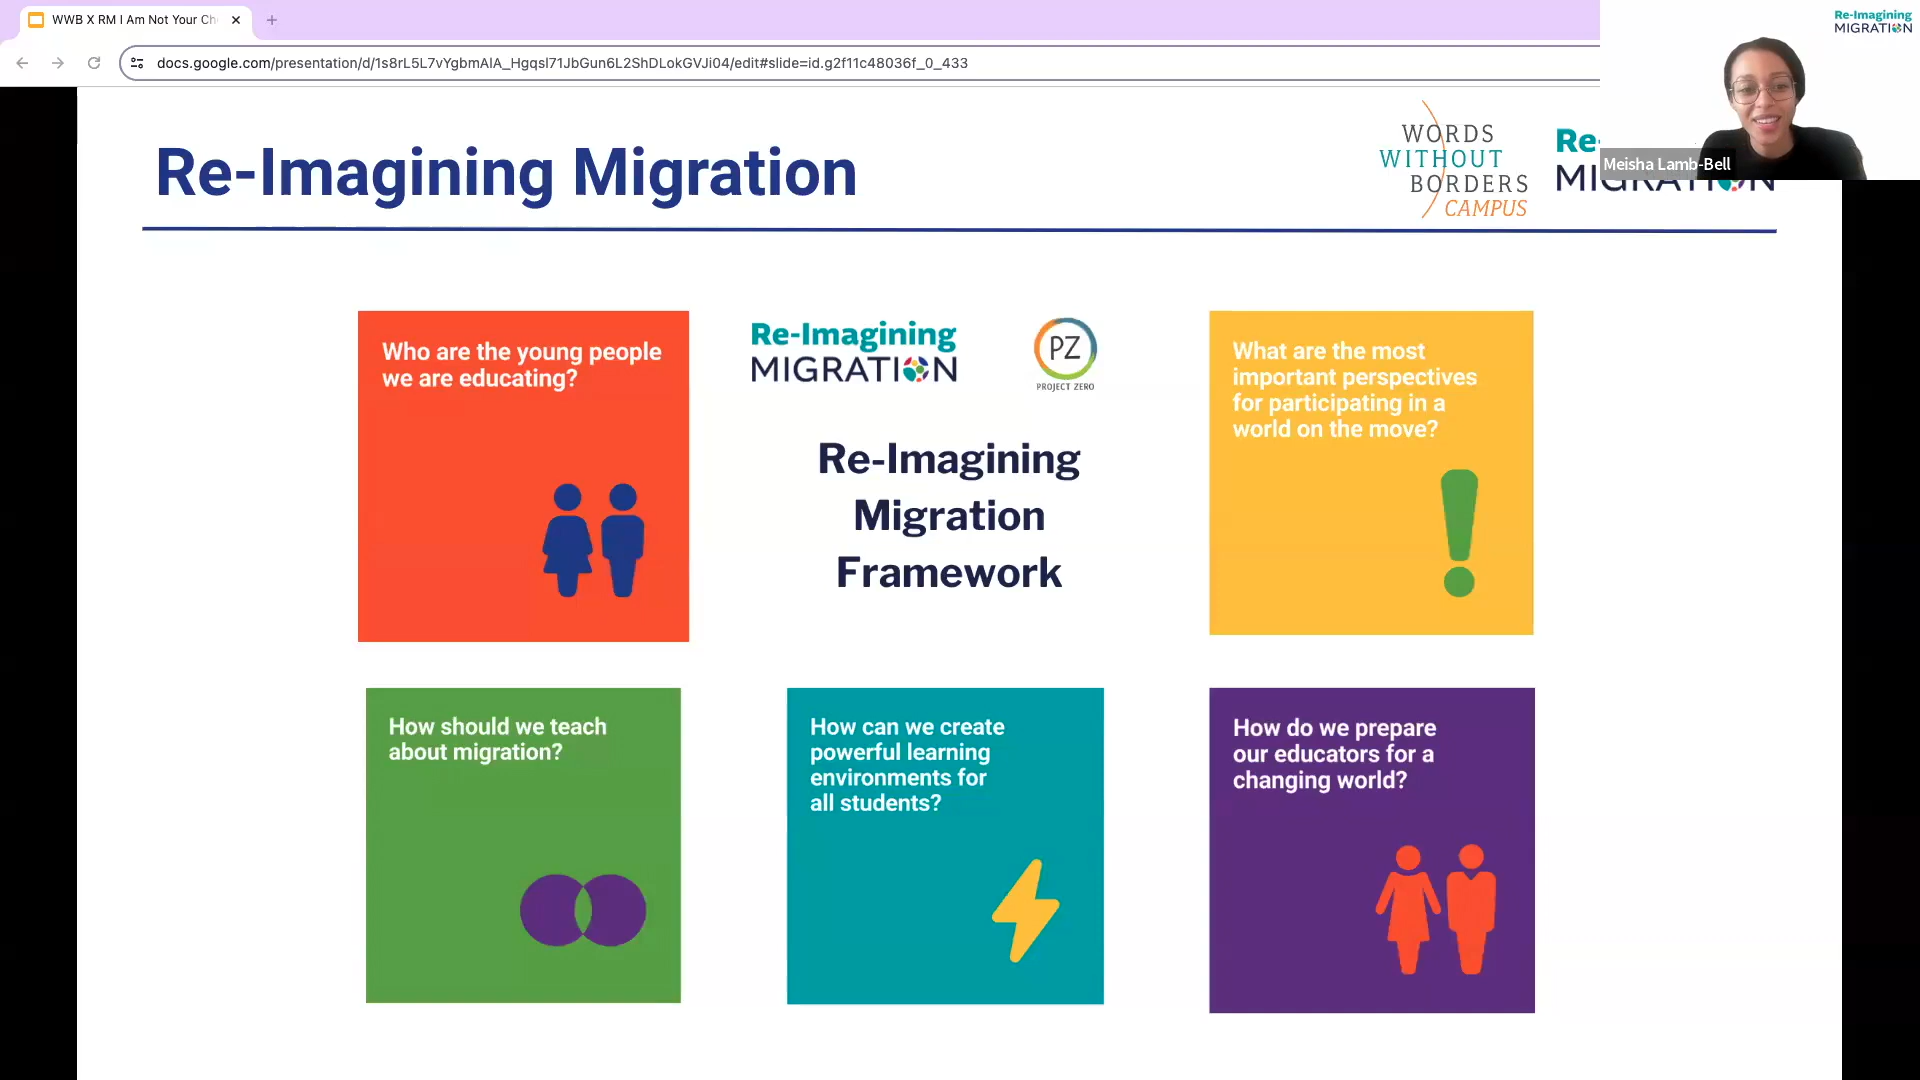 WWB X RM I Am Not Your Ch
docs.google.com/presentation/d/1s8rL5L7vYgbmAIA_HgqsI71JbGun6L2ShDLokGVJi04/edit#slide=id.g2f11c48036f_0_433
Re-Imagining
MIGRATION
Meisha Lamb-Bell
Re-Imagining Migration
WORDS
WITHOUT
BORDERS
CAMPUS
Re-
MIGRATION
Who are the young people
we are educating?
Re-Imagining
MIGRATION
PZ
PROJECT ZERO
Re-Imagining
Migration
Framework
What are the most
important perspectives
for participating in a
world on the move?
How should we teach
about migration?
How can we create
powerful learning
environments for
all students?
How do we prepare
our educators for a
changing world?